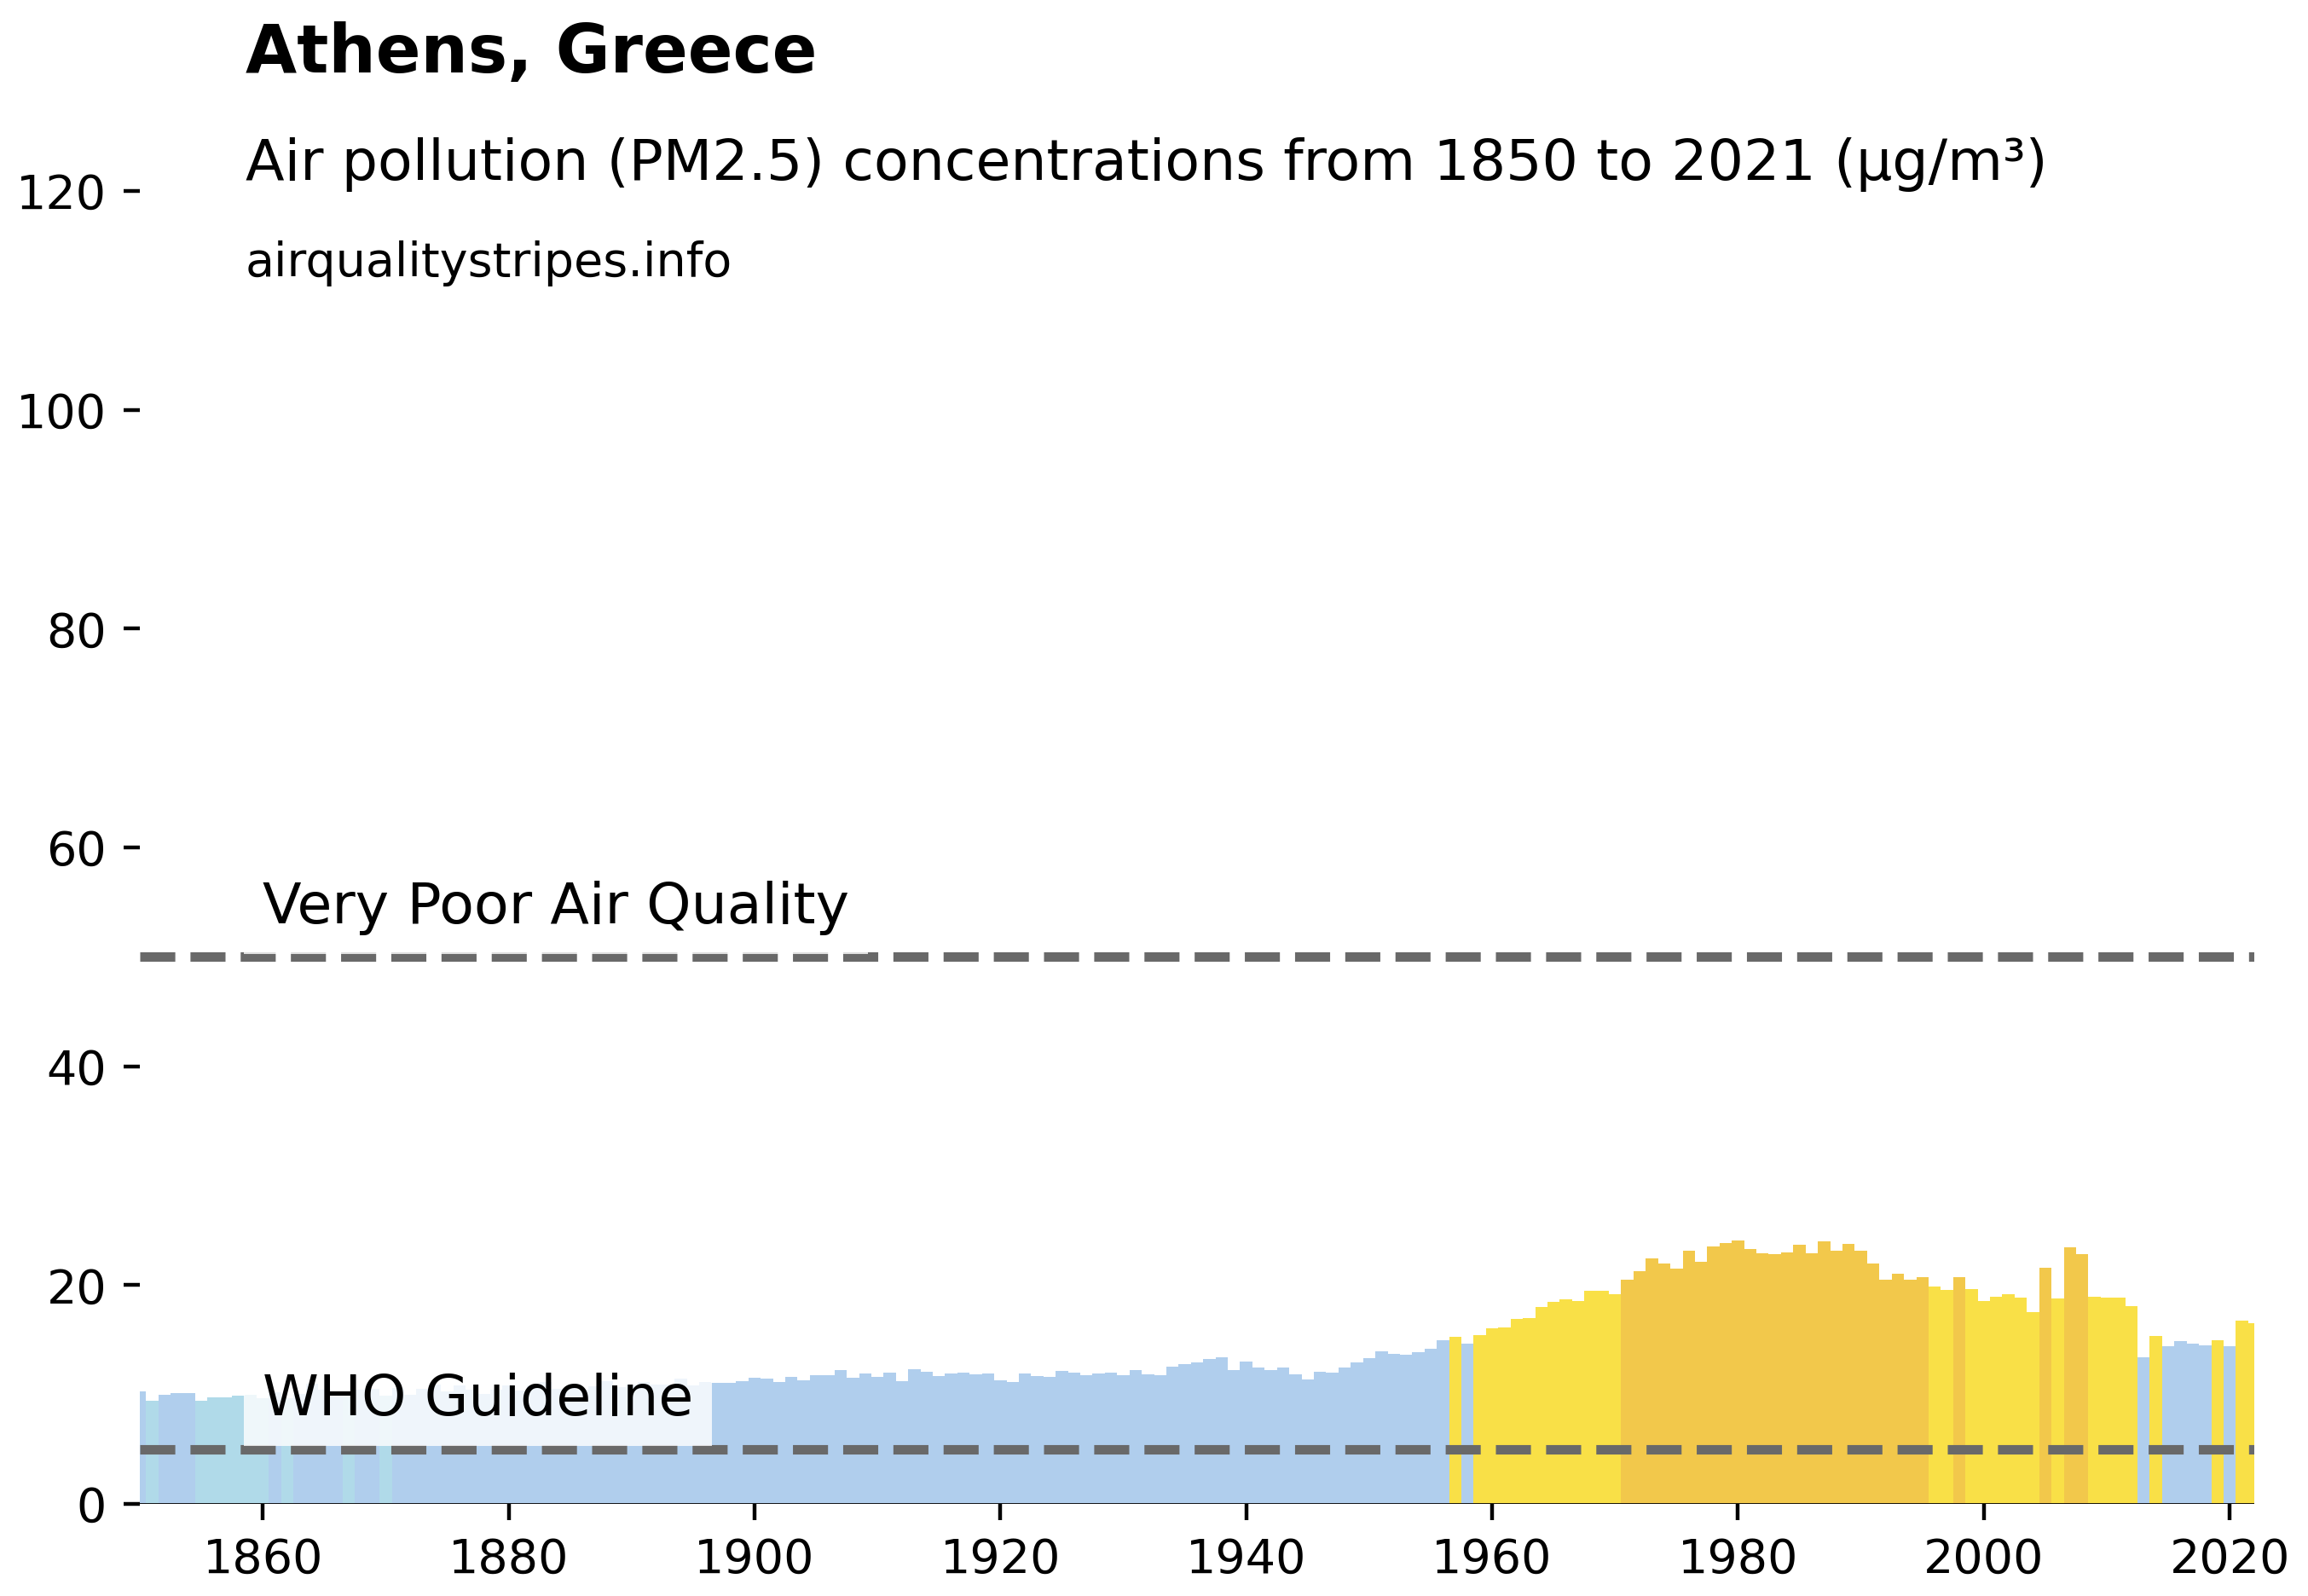 Athens, Greece
Air pollution (PM2.5) concentrations from 1850 to 2021 (µg/m³)
airqualitystripes.info
120
100
80
60
Very Poor Air Quality
40
20
WHO Guideline
0
1860 1880 1900 1920 1940 1960 1980 2000 2020